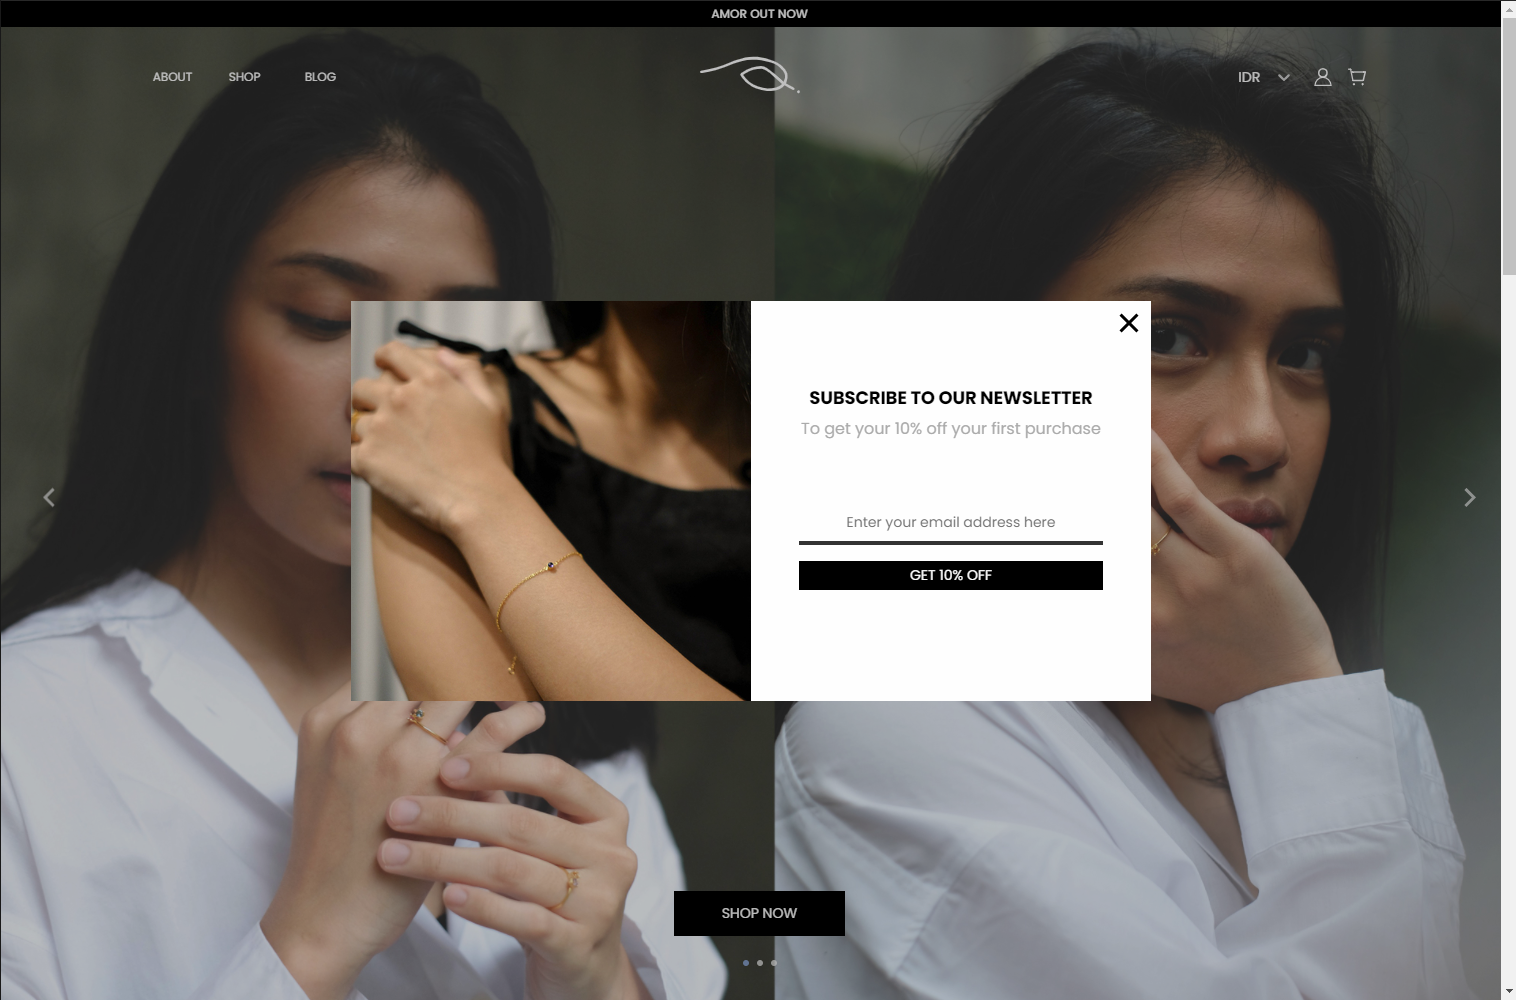 AMOR OUT NOW
ABOUT SHOP BLOG
IDR
SUBSCRIBE TO OUR NEWSLETTER
To get your 10% off your first purchase
Enter your email address here
GET 10% OFF
SHOP NOW